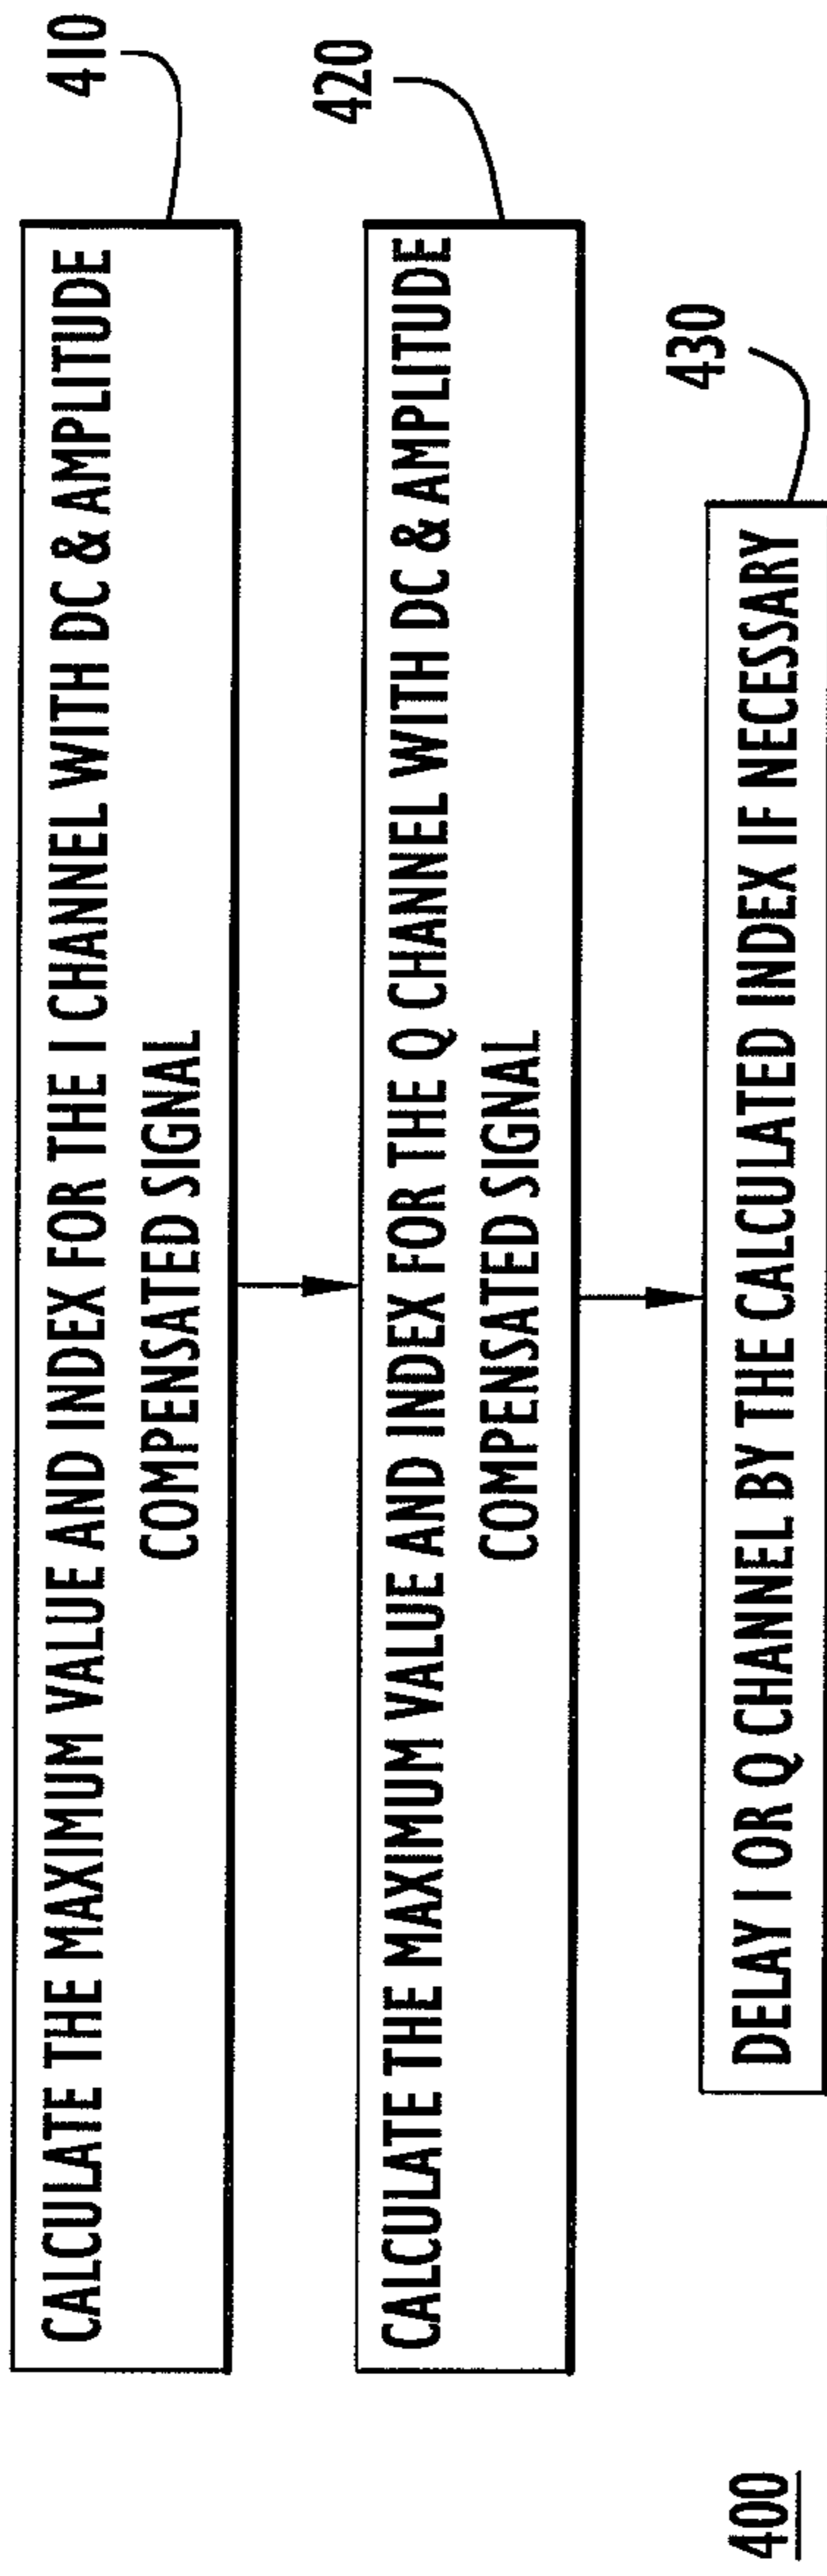 410
CALCULATE THE MAXIMUM VALUE AND INDEX FOR THE I CHANNEL WITH DC & AMPLITUDE
COMPENSATED SIGNAL
420
CALCULATE THE MAXIMUM VALUE AND INDEX FOR THE Q CHANNEL WITH DC & AMPLITUDE
COMPENSATED SIGNAL
430
DELAY I OR Q CHANNEL BY THE CALCULATED INDEX IF NECESSARY
400